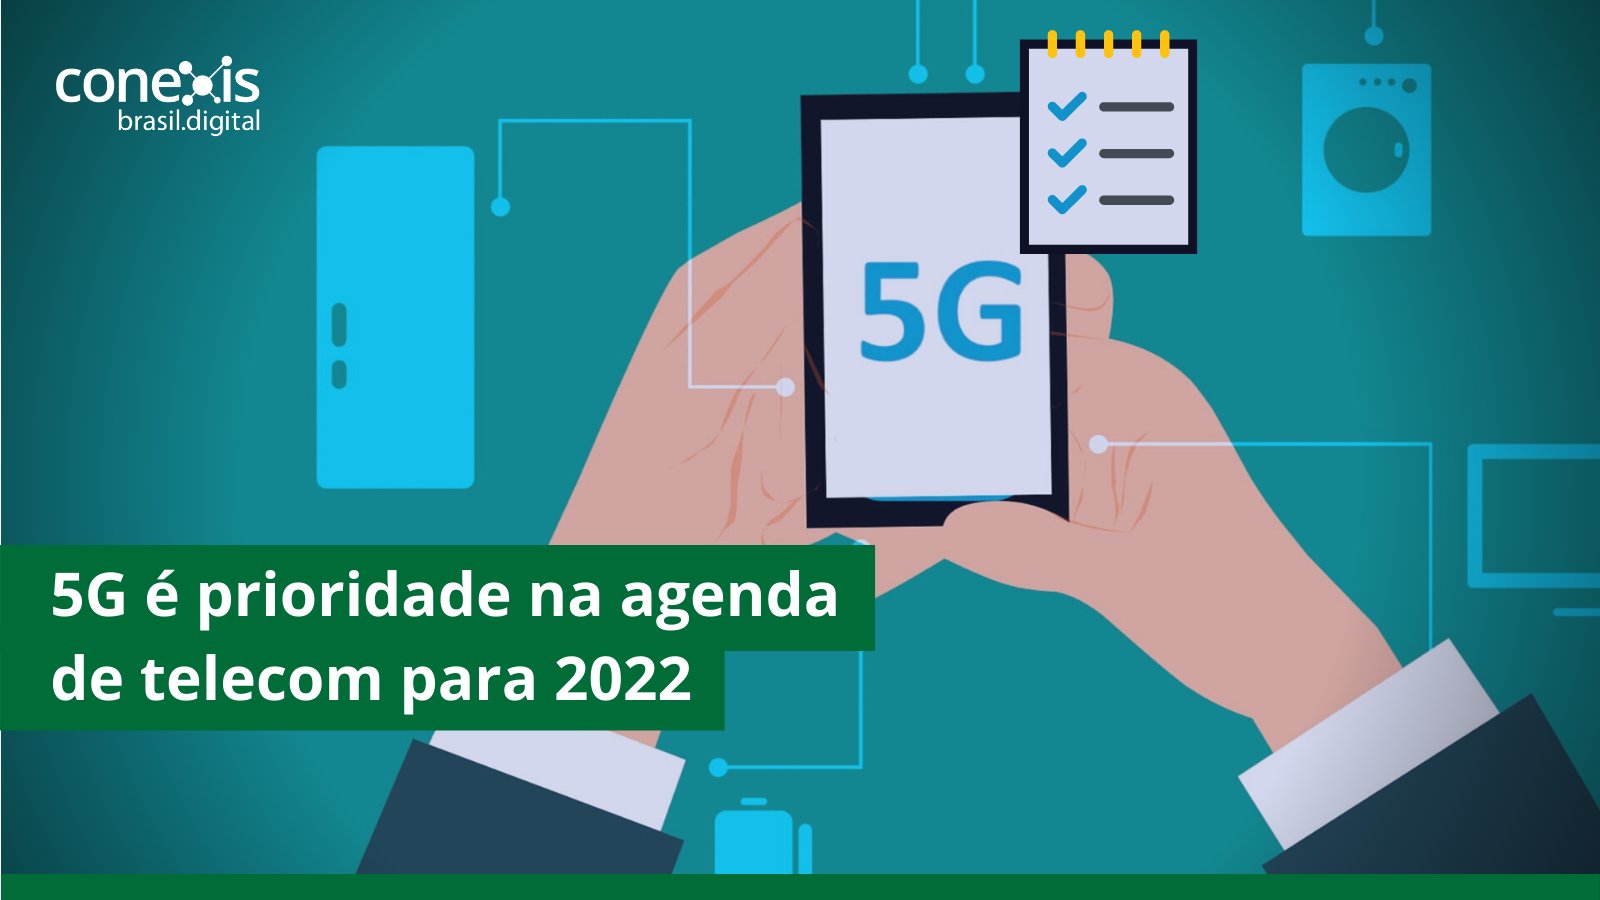 conexis
brasil.digital
5G
5G é prioridade na agenda
de telecom para 2022